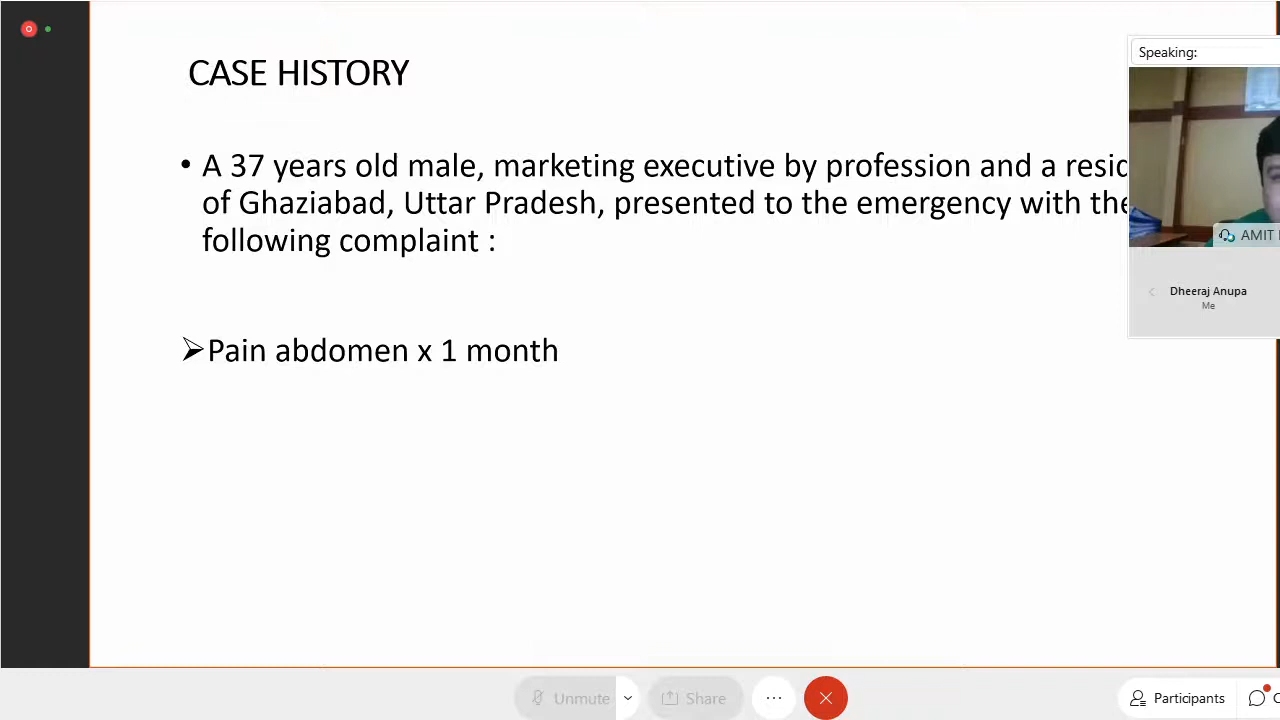 CASE HISTORY
• A 37 years old male, marketing executive by profession and a resid
of Ghaziabad, Uttar Pradesh, presented to the emergency with the
following complaint :
➢Pain abdomen x 1 month
Speaking:
AMIT
Dheeraj Anupa
Me
Unmute
Share
Participants